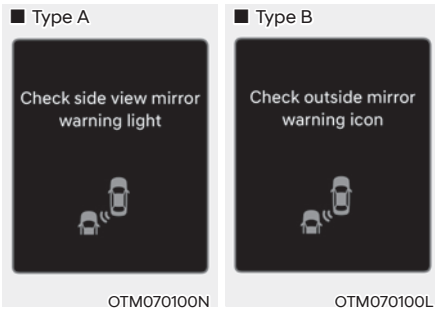 ■ Type A
Check side view mirror
warning light
OTM070100N
■ Type B
Check outside mirror
warning icon
OTM070100L